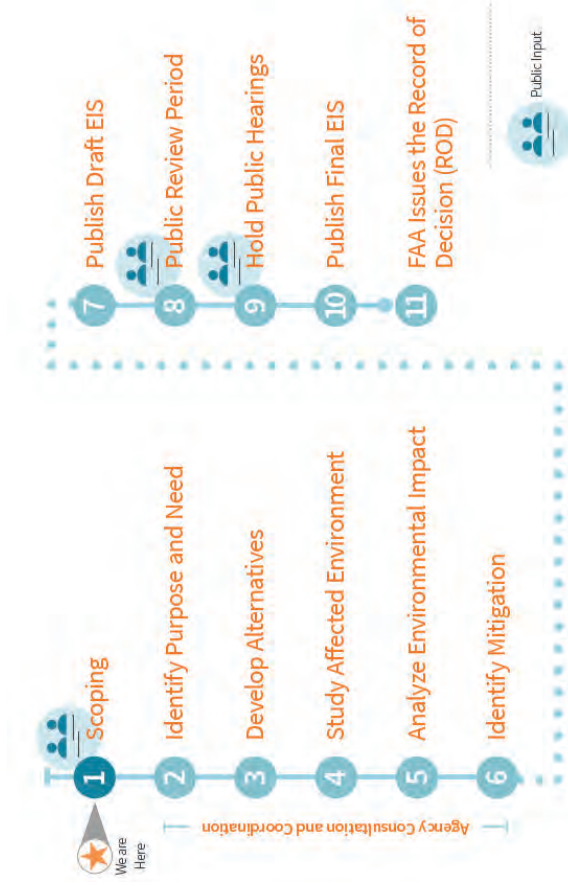 We are
Here
Agency Consultation and Coordination
1
Scoping
2
Identify Purpose and Need
3
Develop Alternatives
4
Study Affected Environment
5
Analyze Environmental Impact
6
Identify Mitigation
7
Publish Draft EIS
8
Public Review Period
9
Hold Public Hearings
10
Publish Final EIS
11
FAA Issues the Record of
Decision (ROD)
Public Input